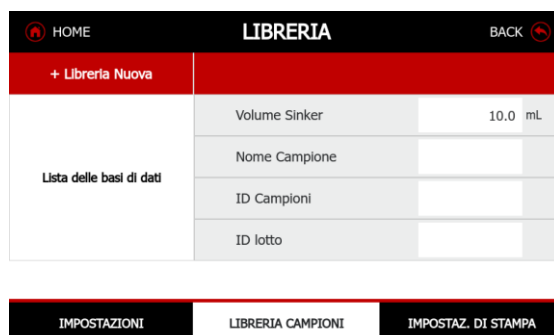 HOME
LIBRERIA
BACK
+ Libreria Nuova
Lista delle basi di dati
Volume Sinker
10.0 mL
Nome Campione
ID Campioni
ID lotto
IMPOSTAZIONI
LIBRERIA CAMPIONI
IMPOSTAZ. DI STAMPA